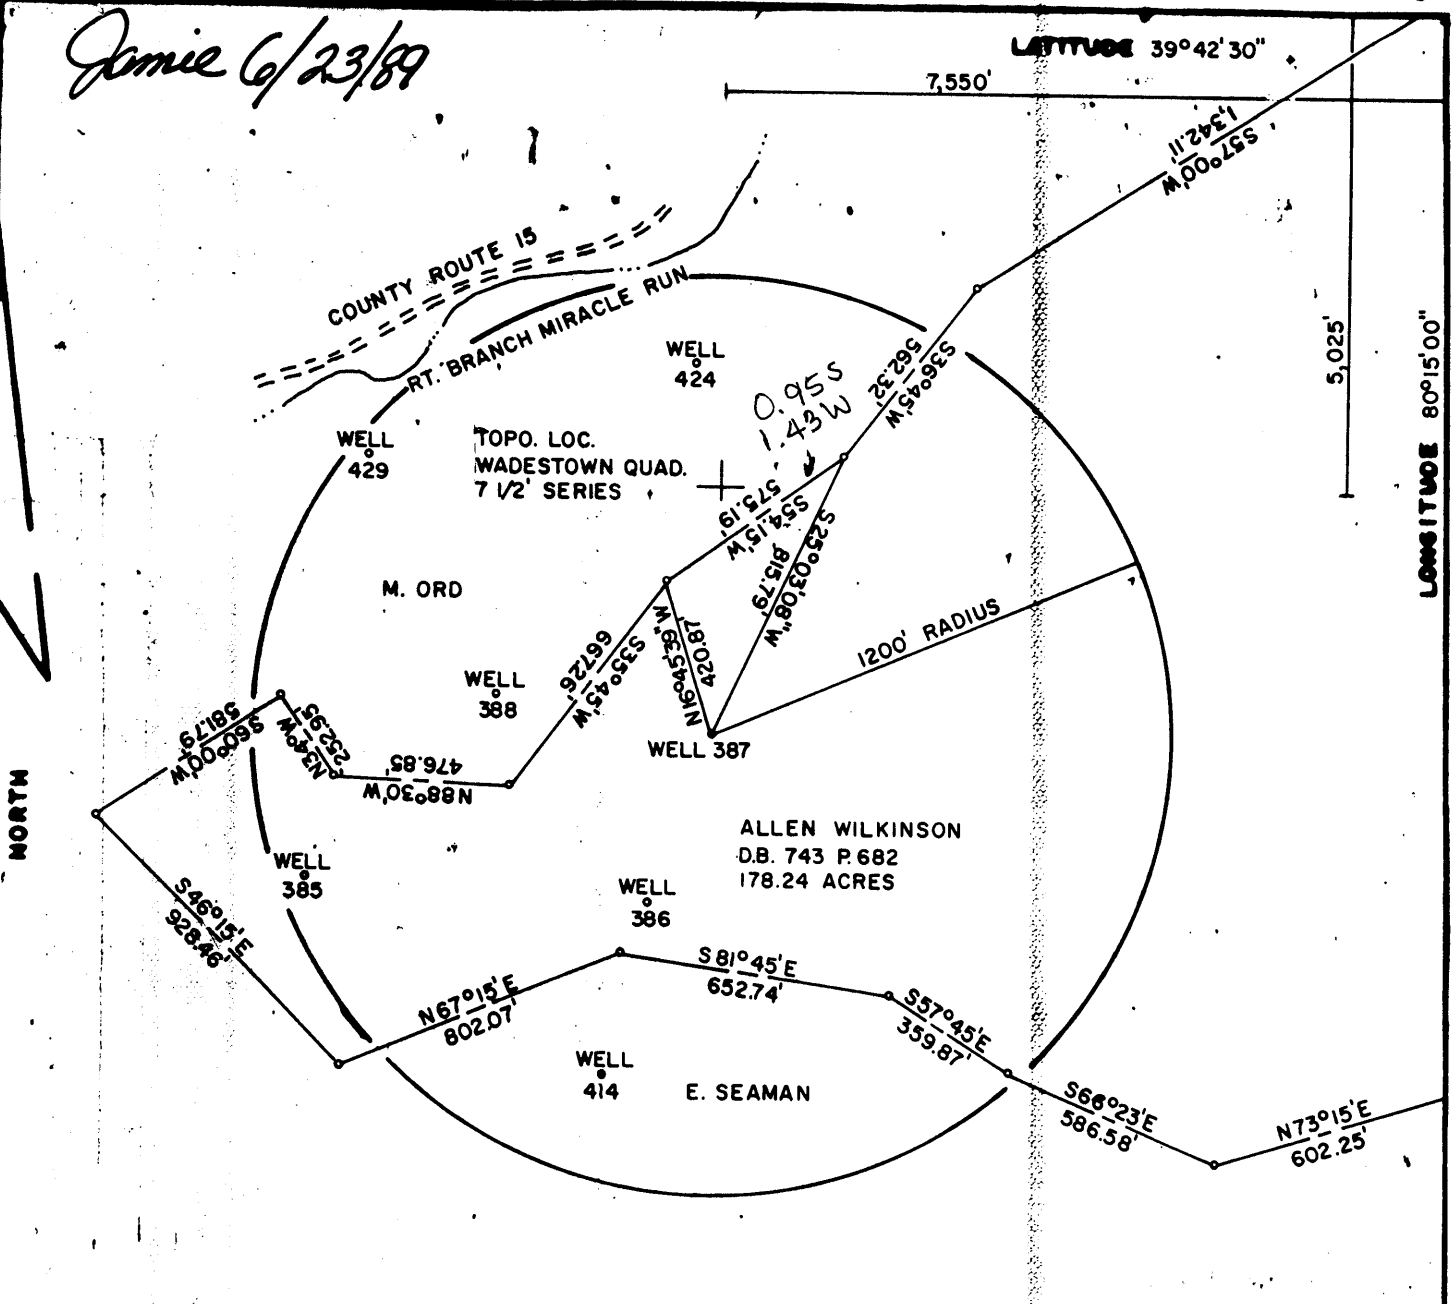 Jamie 6/23/89
LATITUDE 39°42'30"
7,550'
S57°00'W
1,342.11'
COUNTY ROUTE 15
RT. BRANCH MIRACLE RUN
5,025'
LONGITUDE 80°15'00"
WELL
424
S36°45'W
562.32'
0.95S
1.43W
WELL
429
TOPO. LOC.
WADESTOWN QUAD.
7 1/2' SERIES
S54°15'W
575.19'
S25°03'08"W
815.79'
M. ORD
N16°45'39"W
420.87'
1200' RADIUS
S35°45'W
667.26'
WELL
388
WELL 387
S60°00'W
581.79'
N34°W
252.95'
N88°30'W
476.85'
NORTH
ALLEN WILKINSON
D.B. 743 P. 682
178.24 ACRES
WELL
385
WELL
386
S46°15'E
928.46'
N67°15'E
802.07'
S81°45'E
652.74'
S57°45'E
359.87'
WELL
414
E. SEAMAN
S66°23'E
586.58'
N73°15'E
602.25'